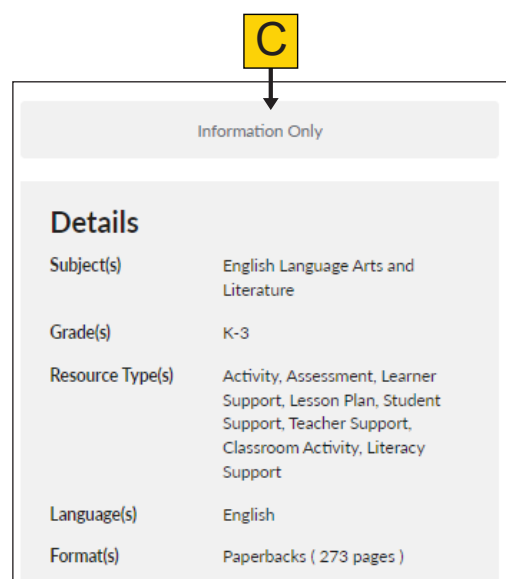 C
Information Only
Details
Subject(s) English Language Arts and
Literature
Grade(s) K-3
Resource Type(s) Activity, Assessment, Learner
Support, Lesson Plan, Student
Support, Teacher Support,
Classroom Activity, Literacy
Support
Language(s) English
Format(s) Paperbacks ( 273 pages )